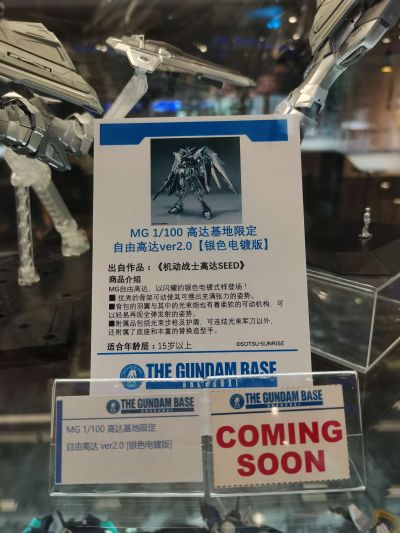 MG 1/100 高达基地限定
自由高达ver2.0【银色电镀版】
出自作品：《机动战士高达SEED》
商品介绍
MG自由高达，以闪耀的银色电镀式样登场！
■ 优秀的骨架可动使其可摆出充满张力的姿势。
■背包的羽翼与其中的光束炮也有着柔软的可动机构，可
以轻易再现全弹发射的姿势。
■附属品包括光束步枪及护盾，可连结光束军刀以外，
还附属了底座和丰富的替换造型手。
适合年龄层：15岁以上
©SOTSU·SUNRISE
THE GUNDAM BASE
SHANGHAI
THE GUNDAM BASE
SHANGHAI
MG 1/100 高达基地限定
自由高达 ver2.0 [银色电镀版]
THE GUNDAM BASE
SHANGHAI
COMING
SOON